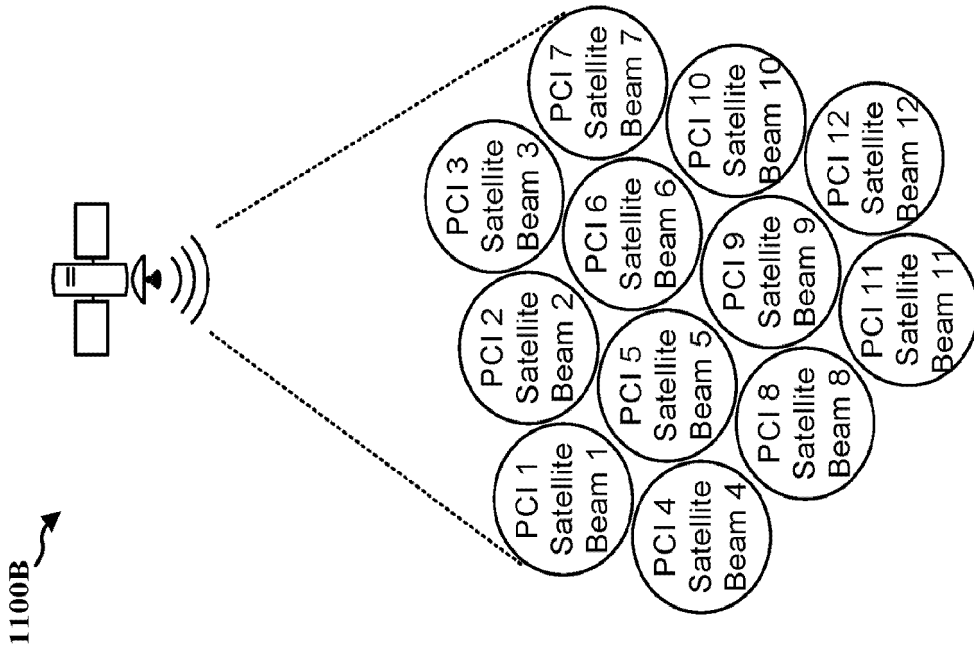 1100B
PCI 1
Satellite
Beam 1
PCI 2
Satellite
Beam 2
PCI 3
Satellite
Beam 3
PCI 4
Satellite
Beam 4
PCI 5
Satellite
Beam 5
PCI 6
Satellite
Beam 6
PCI 7
Satellite
Beam 7
PCI 8
Satellite
Beam 8
PCI 9
Satellite
Beam 9
PCI 10
Satellite
Beam 10
PCI 11
Satellite
Beam 11
PCI 12
Satellite
Beam 12